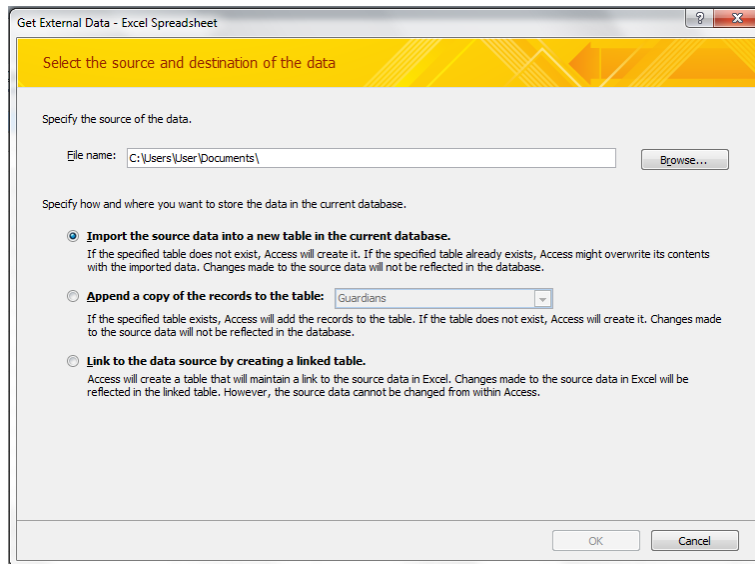 Get External Data - Excel Spreadsheet
Select the source and destination of the data
Specify the source of the data.
File name: C:\Users\User\Documents\ Browse...
Specify how and where you want to store the data in the current database.
Import the source data into a new table in the current database.
If the specified table does not exist, Access will create it. If the specified table already exists, Access might overwrite its contents
with the imported data. Changes made to the source data will not be reflected in the database.
Append a copy of the records to the table: Guardians
If the specified table exists, Access will add the records to the table. If the table does not exist, Access will create it. Changes made
to the source data will not be reflected in the database.
Link to the data source by creating a linked table.
Access will create a table that will maintain a link to the source data in Excel. Changes made to the source data in Excel will be
reflected in the linked table. However, the source data cannot be changed from within Access.
OK Cancel